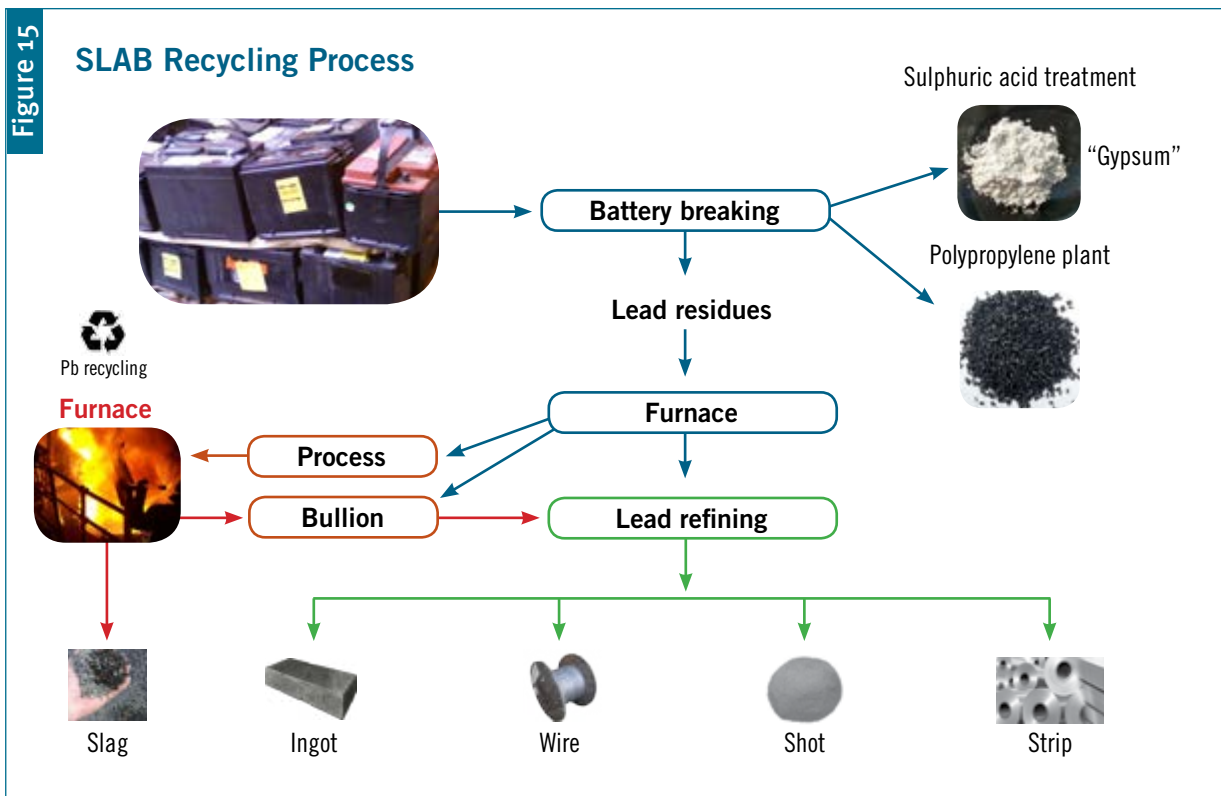 Figure 15
SLAB Recycling Process
Sulphuric acid treatment
“Gypsum”
Battery breaking
Polypropylene plant
Lead residues
Pb recycling
Furnace
Furnace
Process
Bullion
Lead refining
Slag
Ingot
Wire
Shot
Strip